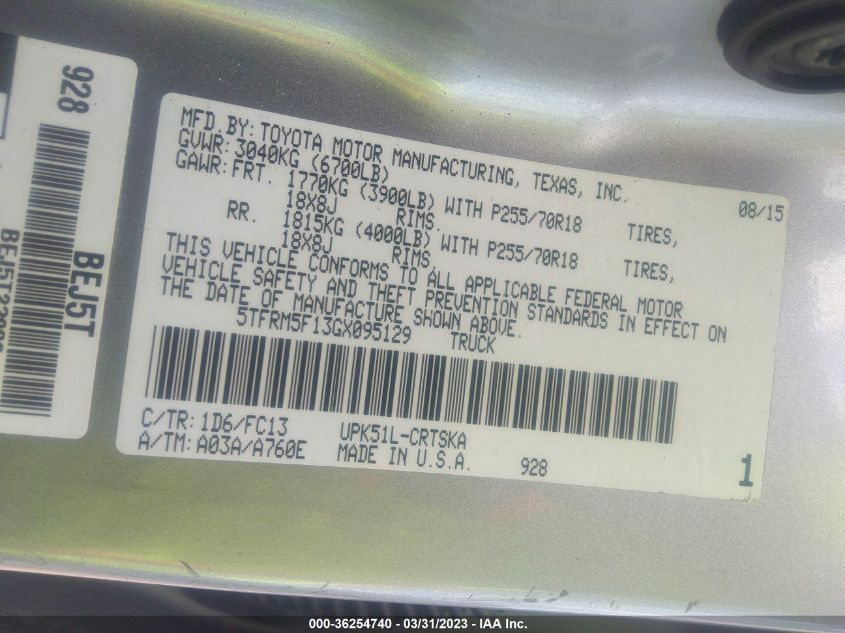 928
BEJ5T
MFD.BY: TOYOTA MOTOR MANUFACTURING, TEXAS, INC. 08/15
GVWR: 3040KG (6700LB)
GAWR: FRT. 1770KG (3900LB) WITH P255/70R18 TIRES,
18X8J RIMS.
RR. 1815KG (4000LB) WITH P255/70R18 TIRES,
18X8J RIMS.
THIS VEHICLE CONFORMS TO ALL APPLICABLE FEDERAL MOTOR
VEHICLE SAFETY AND THEFT PREVENTION STANDARDS IN EFFECT ON
THE DATE OF MANUFACTURE SHOWN ABOVE.
5TFRM5F13GX095129 TRUCK
C/TR: 1D6/FC13 UPK51L-CRTSKA
A/TM: A03A/A760E MADE IN U.S.A. 928
1
000-36254740 - 03/31/2023 - IAA Inc.